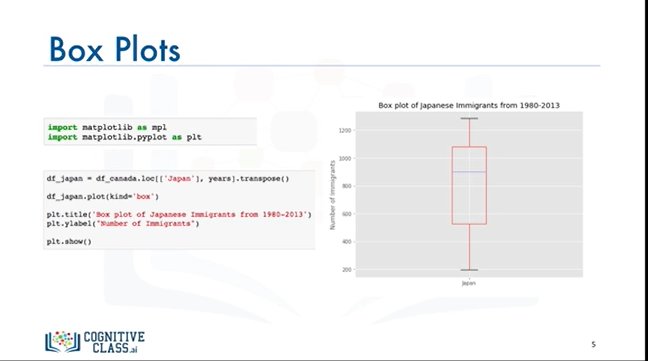 Box Plots
import matplotlib as mpl
import matplotlib.pyplot as plt
df_japan = df_canada.loc[['Japan'], years].transpose()
df_japan.plot(kind='box')
plt.title('Box plot of Japanese Immigrants from 1980-2013')
plt.ylabel("Number of Immigrants")
plt.show()
Box plot of Japanese Immigrants from 1980-2013
Number of Immigrants
1200
1000
800
600
400
200
Japan
COGNITIVE
CLASS.ai
5